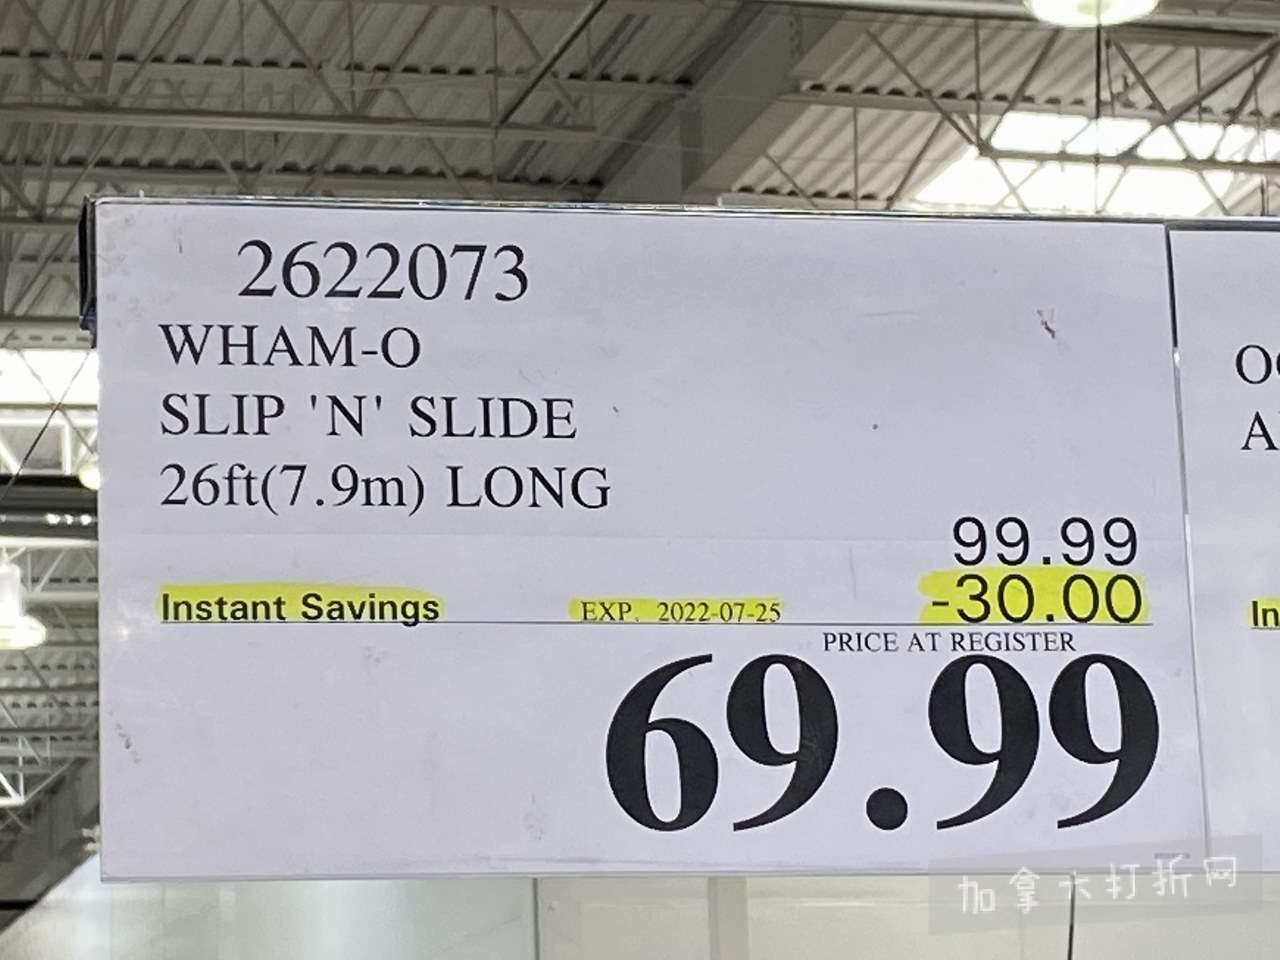 2622073
WHAM-O
SLIP 'N' SLIDE
26ft(7.9m) LONG
99.99
Instant Savings EXP. 2022-07-25 -30.00
PRICE AT REGISTER
69.99
加拿大打折网